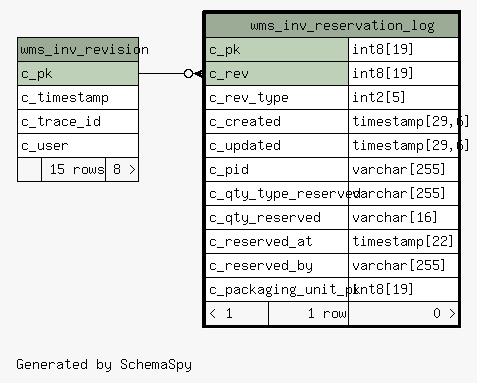 wms_inv_revision
c_pk
c_timestamp
c_trace_id
c_user
15 rows 8 >
wms_inv_reservation_log
c_pk int8[19]
c_rev int8[19]
c_rev_type int2[5]
c_created timestamp[29,6]
c_updated timestamp[29,6]
c_pid varchar[255]
c_qty_type_reserved varchar[255]
c_qty_reserved varchar[16]
c_reserved_at timestamp[22]
c_reserved_by varchar[255]
c_packaging_unit_pk int8[19]
< 1 1 row 0 >
Generated by SchemaSpy